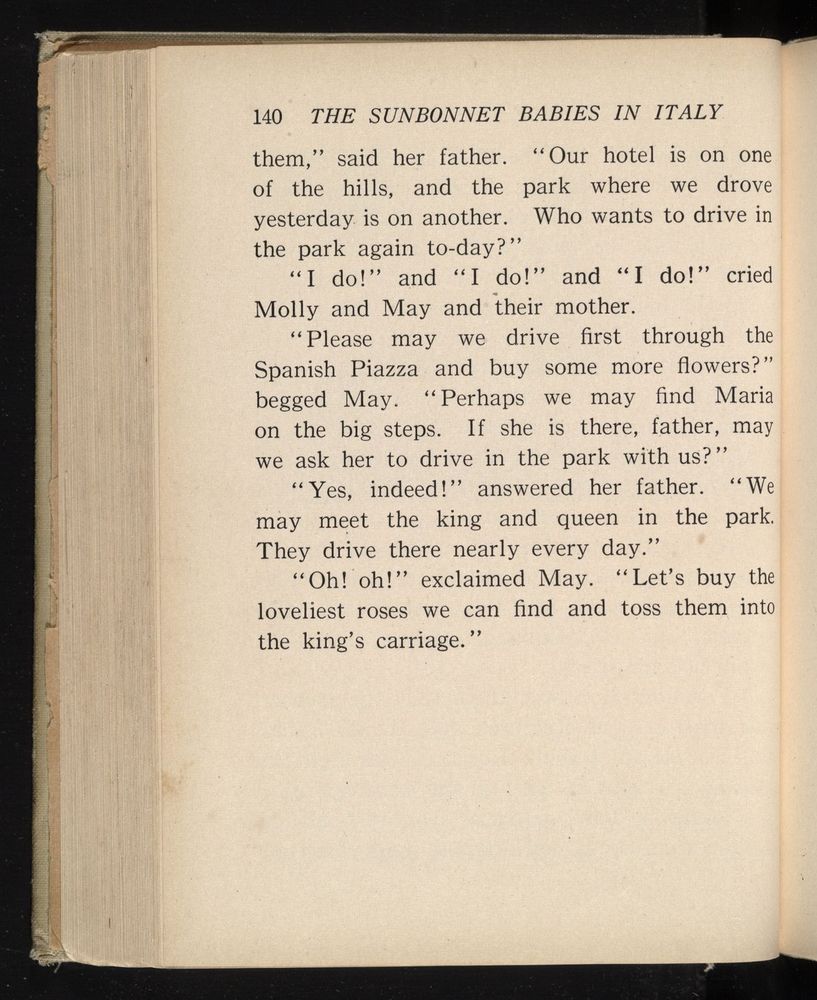 140 THE SUNBONNET BABIES IN ITALY
them,” said her father. “Our hotel is on one
of the hills, and the park where we drove
yesterday is on another. Who wants to drive in
the park again to-day?”
“I do!” and “I do!” and “I do!” cried
Molly and May and their mother.
“Please may we drive first through the
Spanish Piazza and buy some more flowers?”
begged May. “Perhaps we may find Maria
on the big steps. If she is there, father, may
we ask her to drive in the park with us?”
“Yes, indeed!” answered her father. “We
may meet the king and queen in the park.
They drive there nearly every day.”
“Oh! oh!” exclaimed May. “Let’s buy the
loveliest roses we can find and toss them into
the king’s carriage.”